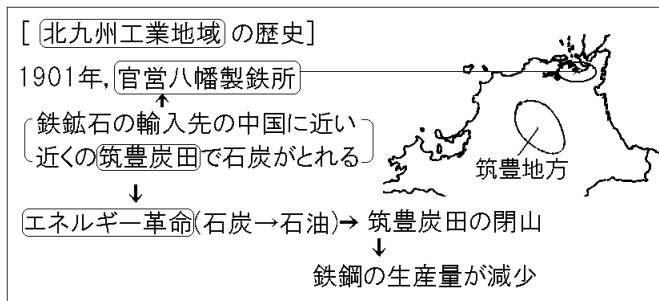 [北九州工業地域の歴史]
1901年,官営八幡製鉄所
鉄鉱石の輸入先の中国に近い
近くの筑豊炭田で石炭がとれる
筑豊地方
エネルギー革命(石炭→石油)→筑豊炭田の閉山
鉄鋼の生産量が減少